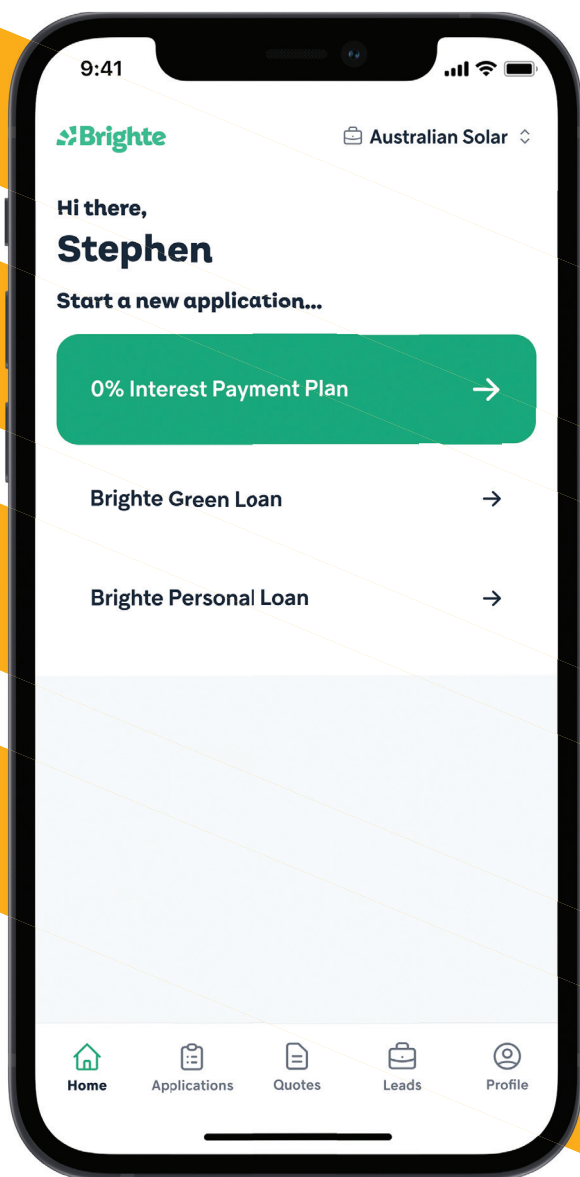 9:41
Brighte
Australian Solar
Hi there,
Stephen
Start a new application...
0% Interest Payment Plan
Brighte Green Loan
Brighte Personal Loan
Home Applications Quotes Leads Profile